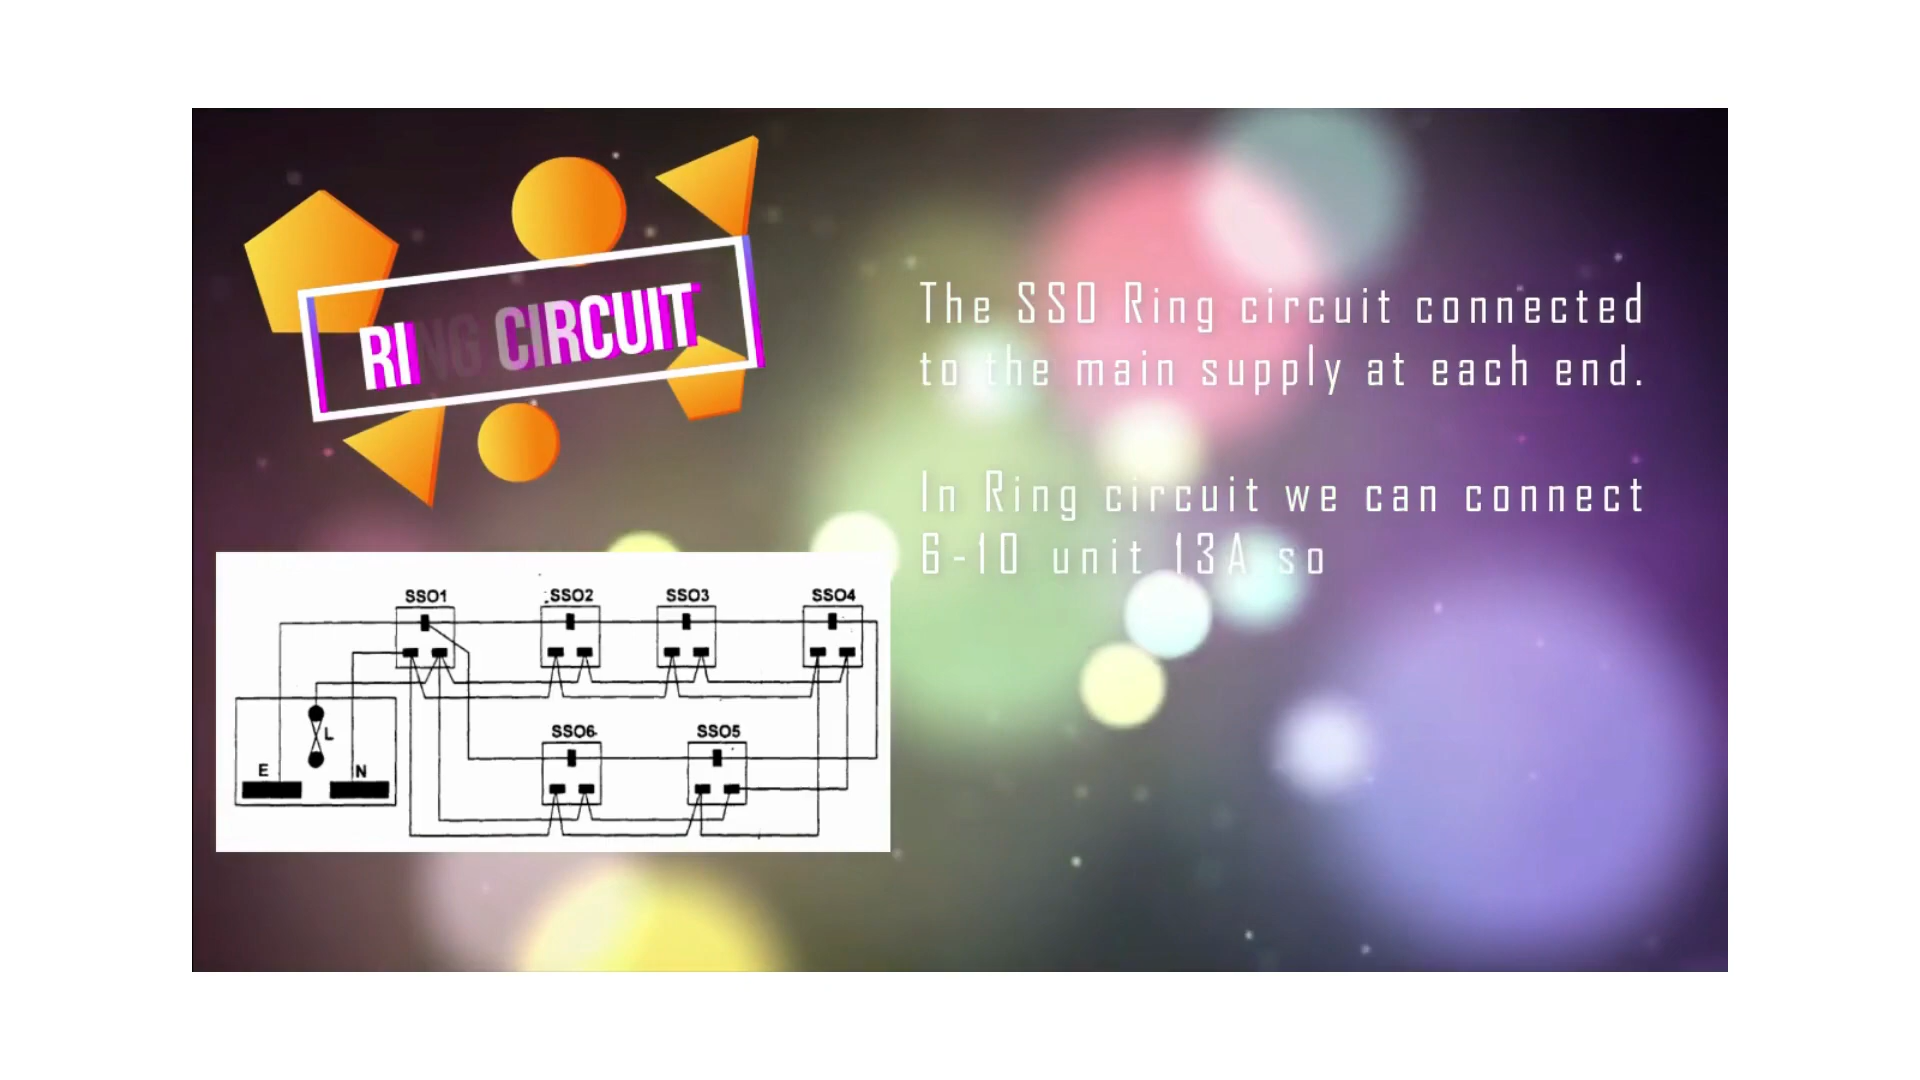 RING CIRCUIT
The SSO Ring circuit connected
to the main supply at each end.
In Ring circuit we can connect
6-10 unit 13A so
SSO1 SSO2 SSO3 SSO4
L
E N
SSO6 SSO5